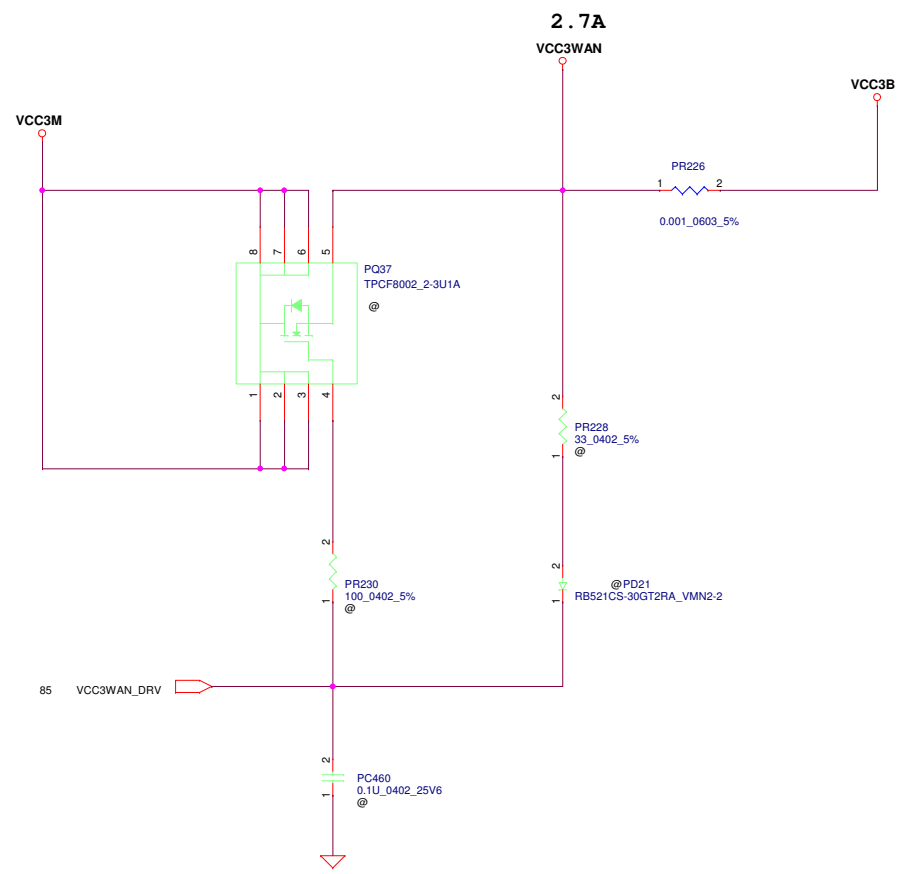 2.7A
VCC3WAN
VCC3B
VCC3M
PR226
1 2
0.001_0603_5%
8 7 6 5
PQ37
TPCF8002_2-3U1A
@
1 2 3 4
2
PR228
33_0402_5%
@
1
2
PR230
100_0402_5%
@
1
2
@PD21
RB521CS-30GT2RA_VMN2-2
1
85 VCC3WAN_DRV
2
PC460
0.1U_0402_25V6
@
1